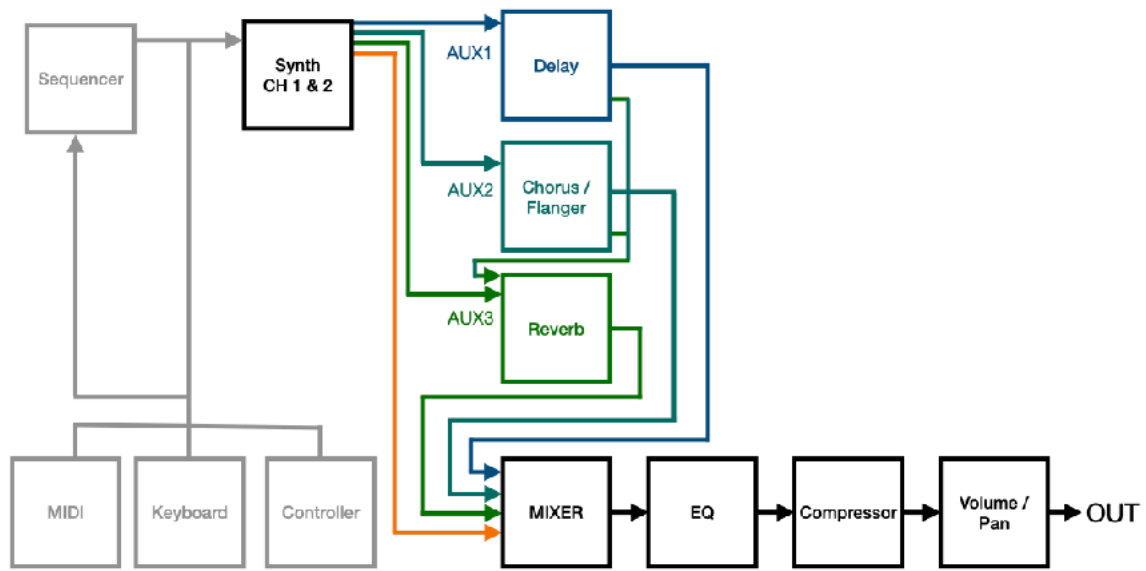 Sequencer
Synth
CH 1 & 2
AUX1
Delay
AUX2
Chorus /
Flanger
AUX3
Reverb
MIDI
Keyboard
Controller
MIXER
EQ
Compressor
Volume /
Pan
OUT